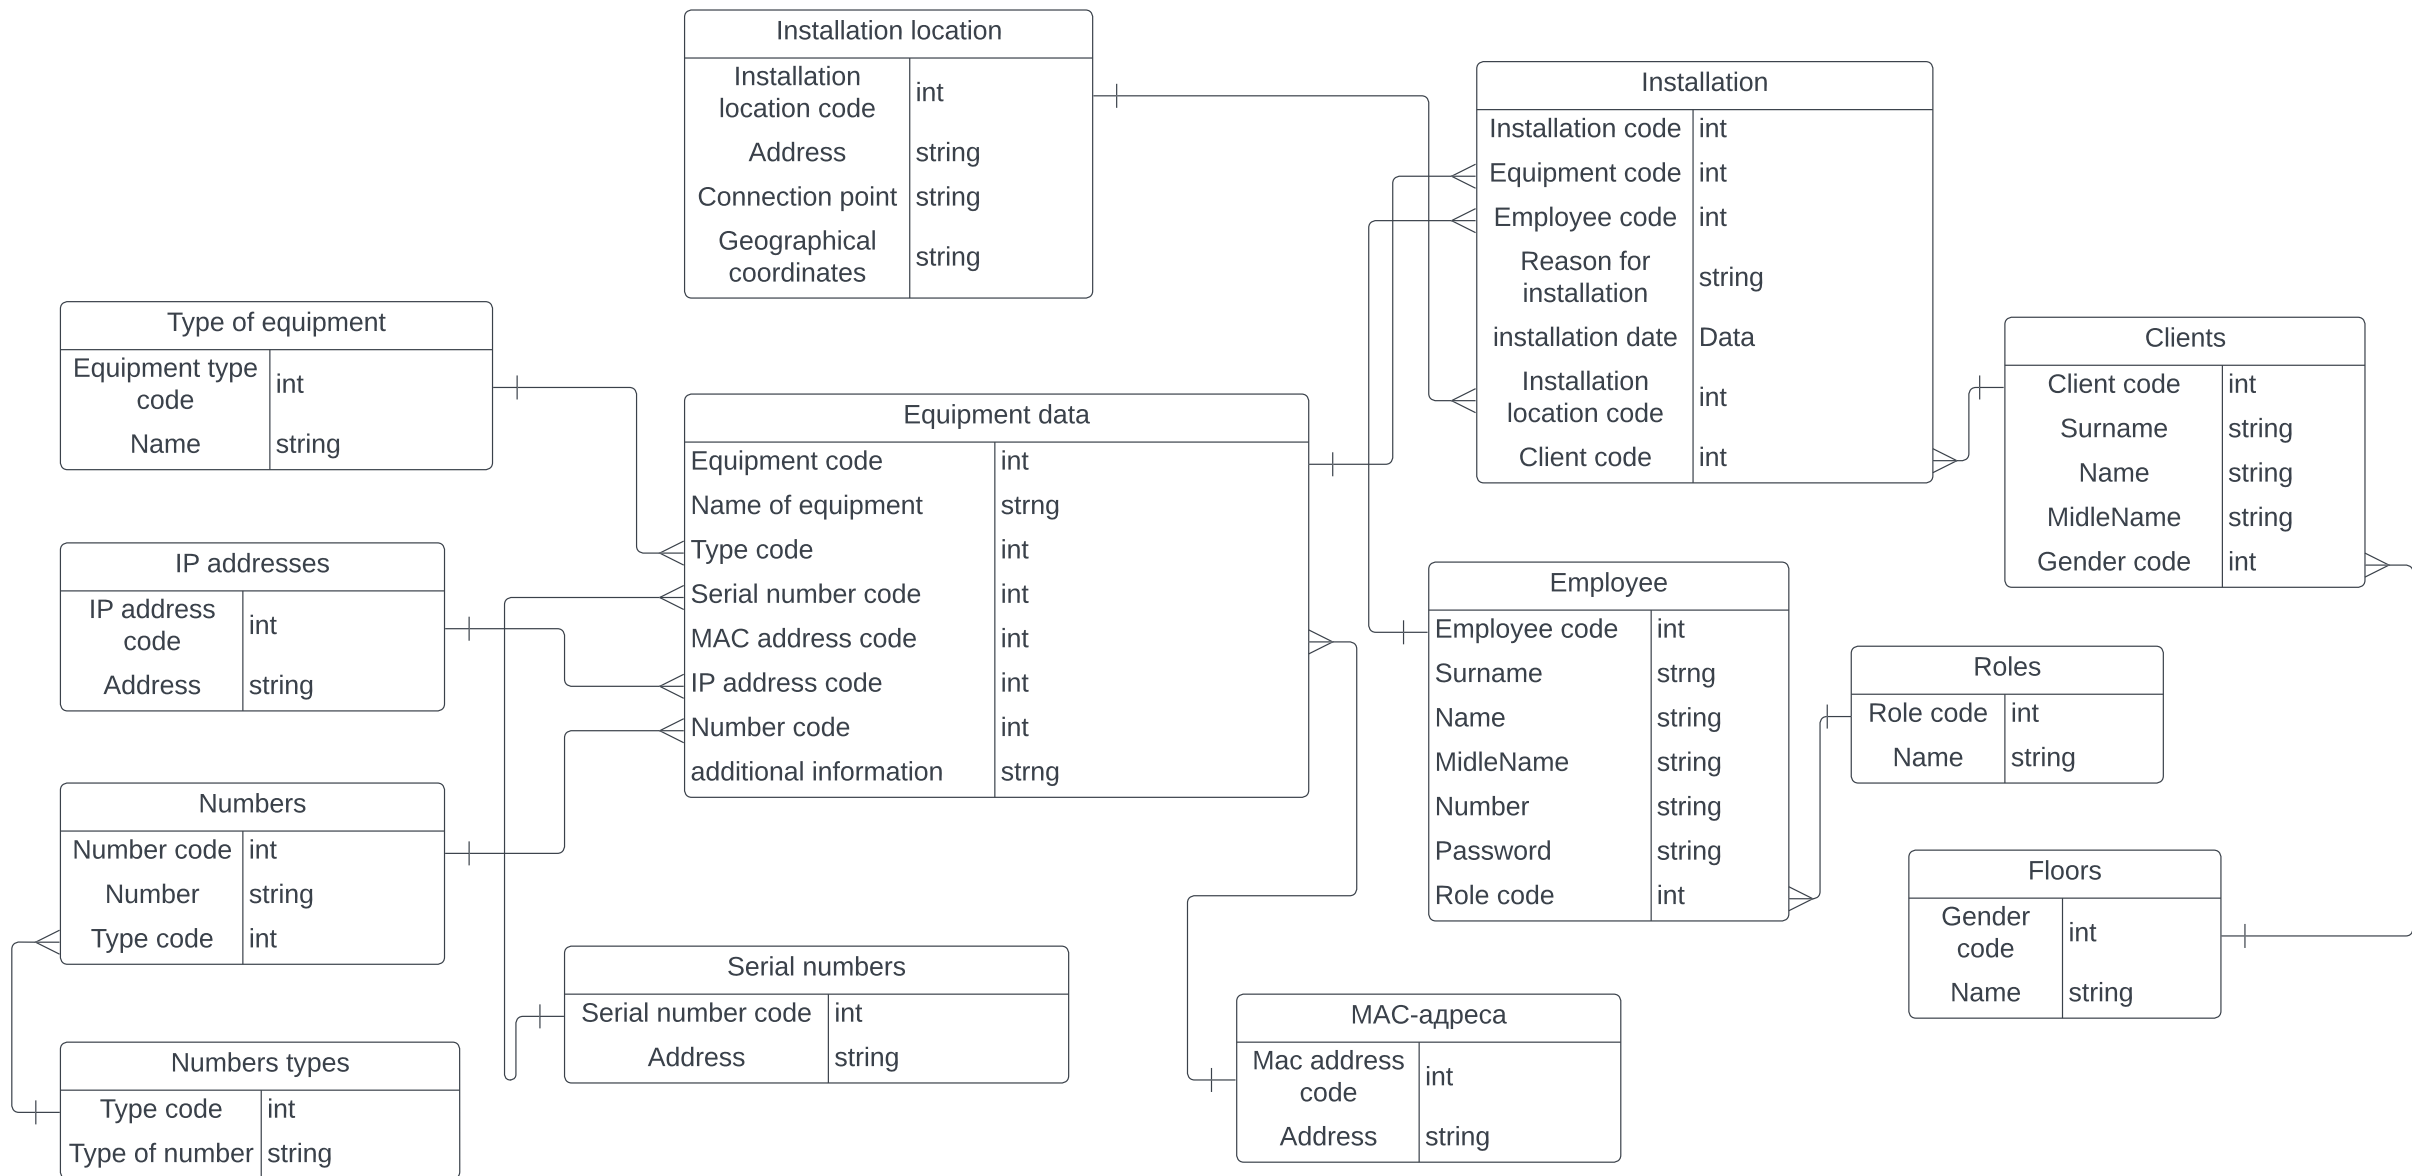 Installation location
Installation
location code
int
Address
string
Connection point
string
Geographical
coordinates
string
Installation
Installation code
int
Equipment code
int
Employee code
int
Reason for
installation
string
installation date
Data
Installation
location code
int
Client code
int
Type of equipment
Equipment type
code
int
Name
string
Clients
Client code
int
Surname
string
Name
string
MidleName
string
Gender code
int
Equipment data
Equipment code
int
Name of equipment
strng
Type code
int
Serial number code
int
MAC address code
int
IP address code
int
Number code
int
additional information
strng
IP addresses
IP address
code
int
Address
string
Employee
Employee code
int
Surname
strng
Name
string
MidleName
string
Number
string
Password
string
Role code
int
Roles
Role code
int
Name
string
Numbers
Number code
int
Number
string
Type code
int
Floors
Gender
code
int
Name
string
Serial numbers
Serial number code
int
Address
string
MAC-адреса
Mac address
code
int
Address
string
Numbers types
Type code
int
Type of number
string